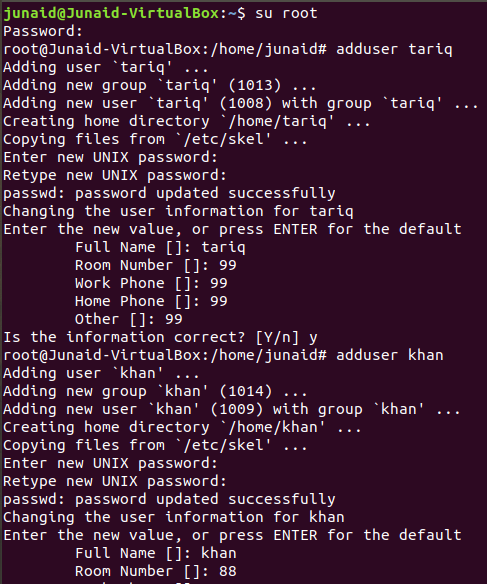 junaid@Junaid-VirtualBox:~$ su root
Password:
root@Junaid-VirtualBox:/home/junaid# adduser tariq
Adding user `tariq' ...
Adding new group `tariq' (1013) ...
Adding new user `tariq' (1008) with group `tariq' ...
Creating home directory `/home/tariq' ...
Copying files from `/etc/skel' ...
Enter new UNIX password:
Retype new UNIX password:
passwd: password updated successfully
Changing the user information for tariq
Enter the new value, or press ENTER for the default
        Full Name []: tariq
        Room Number []: 99
        Work Phone []: 99
        Home Phone []: 99
        Other []: 99
Is the information correct? [Y/n] y
root@Junaid-VirtualBox:/home/junaid# adduser khan
Adding user `khan' ...
Adding new group `khan' (1014) ...
Adding new user `khan' (1009) with group `khan' ...
Creating home directory `/home/khan' ...
Copying files from `/etc/skel' ...
Enter new UNIX password:
Retype new UNIX password:
passwd: password updated successfully
Changing the user information for khan
Enter the new value, or press ENTER for the default
        Full Name []: khan
        Room Number []: 88